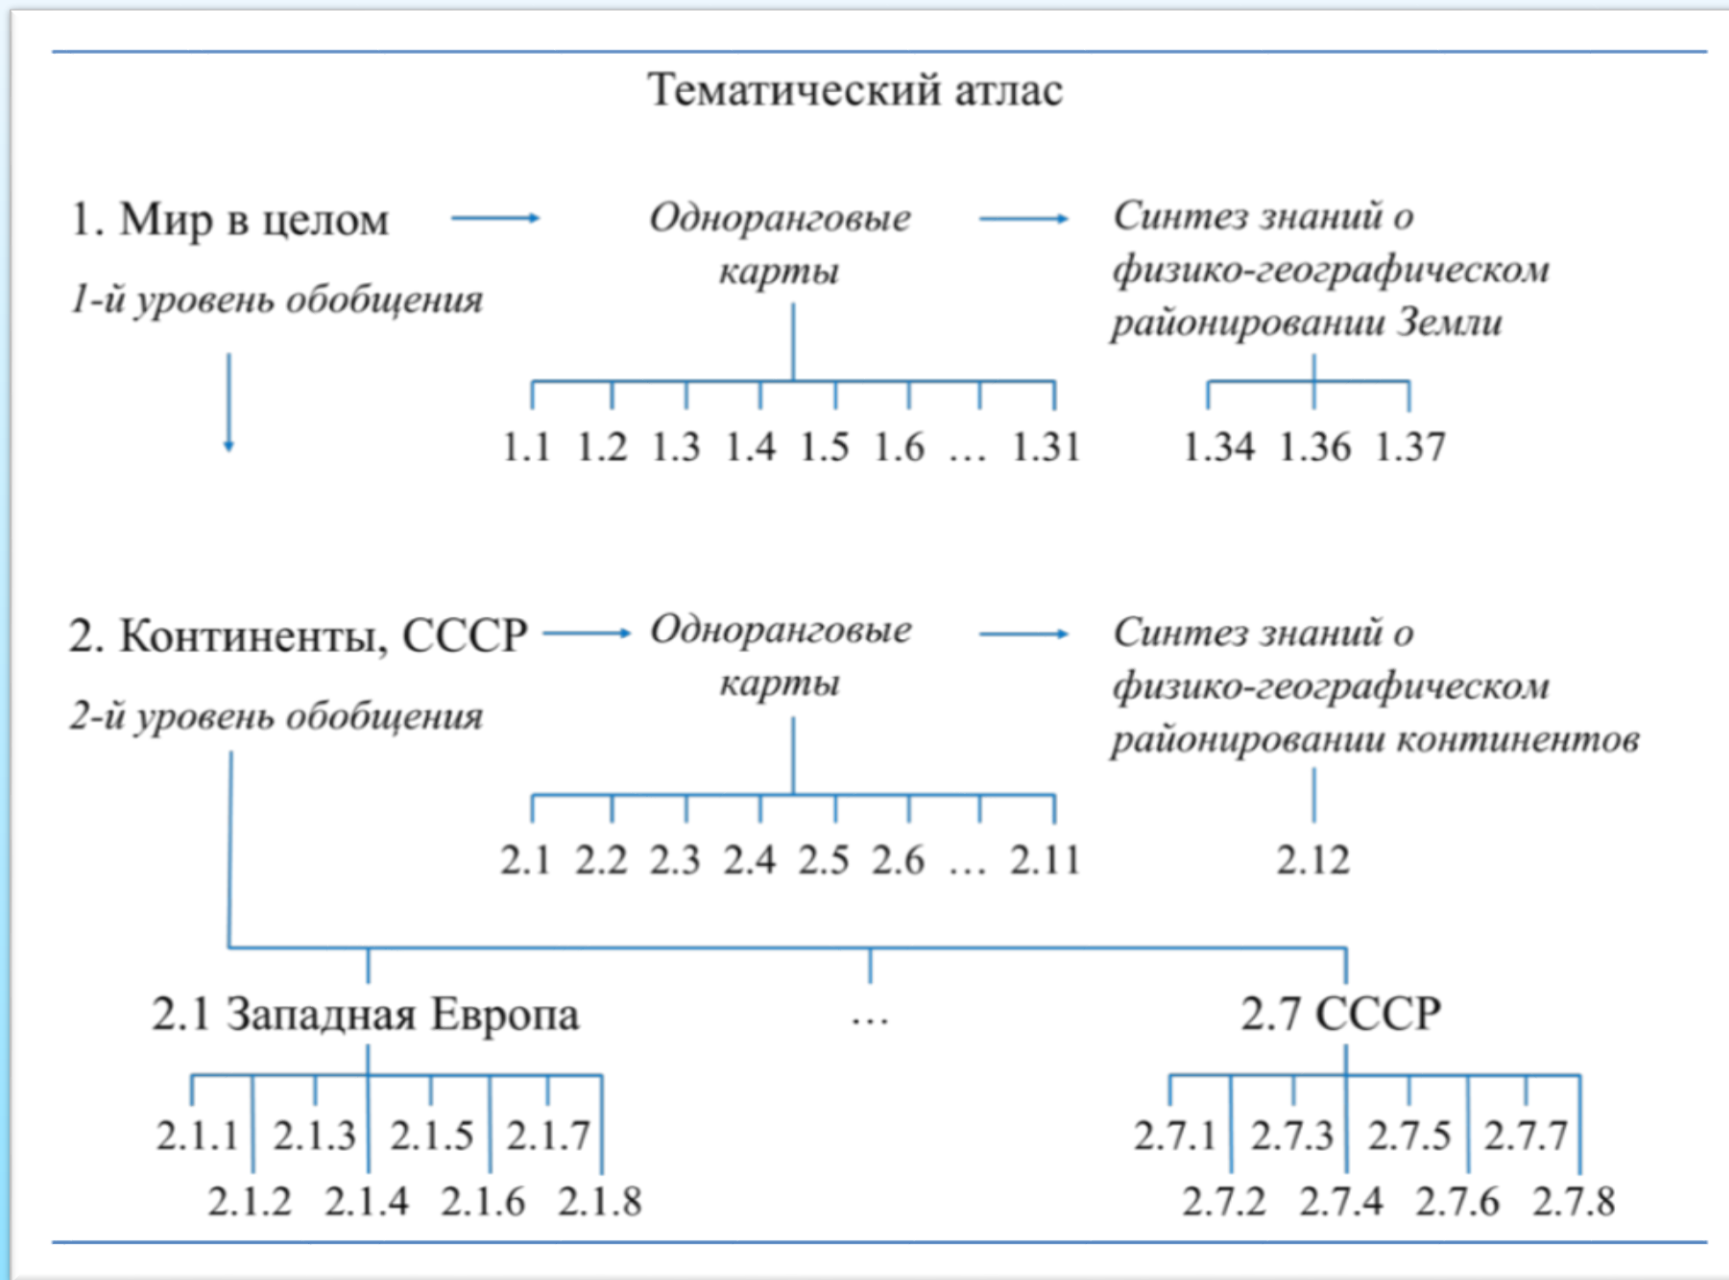 Тематический атлас
1. Мир в целом
1-й уровень обобщения
Одноранговые
карты
1.1 1.2 1.3 1.4 1.5 1.6 … 1.31
Синтез знаний о
физико-географическом
районировании Земли
1.34 1.36 1.37
2. Континенты, СССР
2-й уровень обобщения
Одноранговые
карты
2.1 2.2 2.3 2.4 2.5 2.6 … 2.11
Синтез знаний о
физико-географическом
районировании континентов
2.12
2.1 Западная Европа
…
2.7 СССР
2.1.1 2.1.3 2.1.5 2.1.7
2.1.2 2.1.4 2.1.6 2.1.8
2.7.1 2.7.3 2.7.5 2.7.7
2.7.2 2.7.4 2.7.6 2.7.8